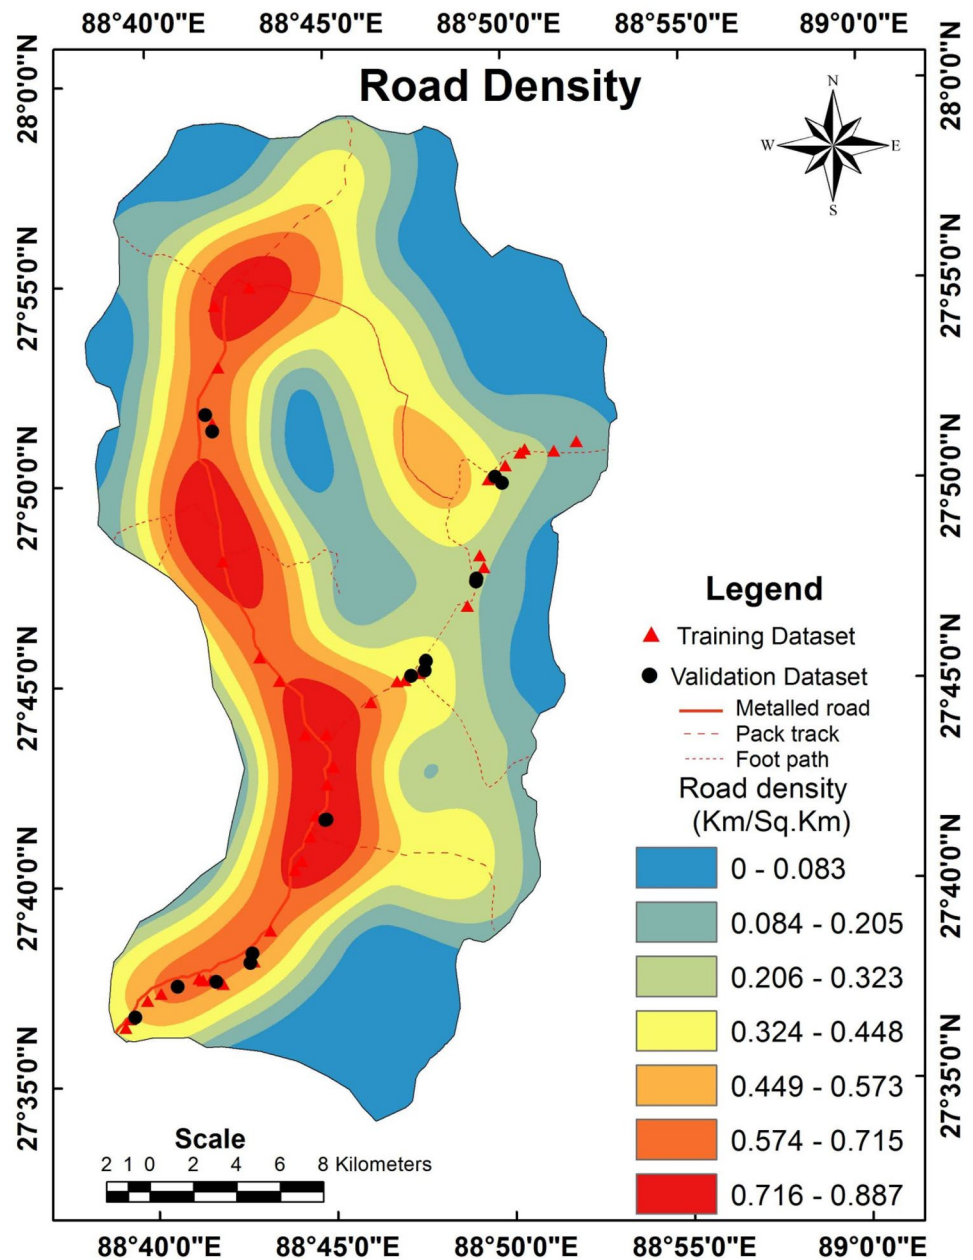 88°40'0"E 88°45'0"E 88°50'0"E 88°55'0"E 89°0'0"E
Road Density
N
W E
S
28°0'0"N
27°55'0"N
27°50'0"N
27°45'0"N
27°40'0"N
27°35'0"N
28°0'0"N
27°55'0"N
27°50'0"N
27°45'0"N
27°40'0"N
27°35'0"N
Legend
Training Dataset
Validation Dataset
Metalled road
Pack track
Foot path
Road density
(Km/Sq.Km)
0 - 0.083
0.084 - 0.205
0.206 - 0.323
0.324 - 0.448
0.449 - 0.573
0.574 - 0.715
0.716 - 0.887
Scale
2 1 0 2 4 6 8 Kilometers
88°40'0"E 88°45'0"E 88°50'0"E 88°55'0"E 89°0'0"E